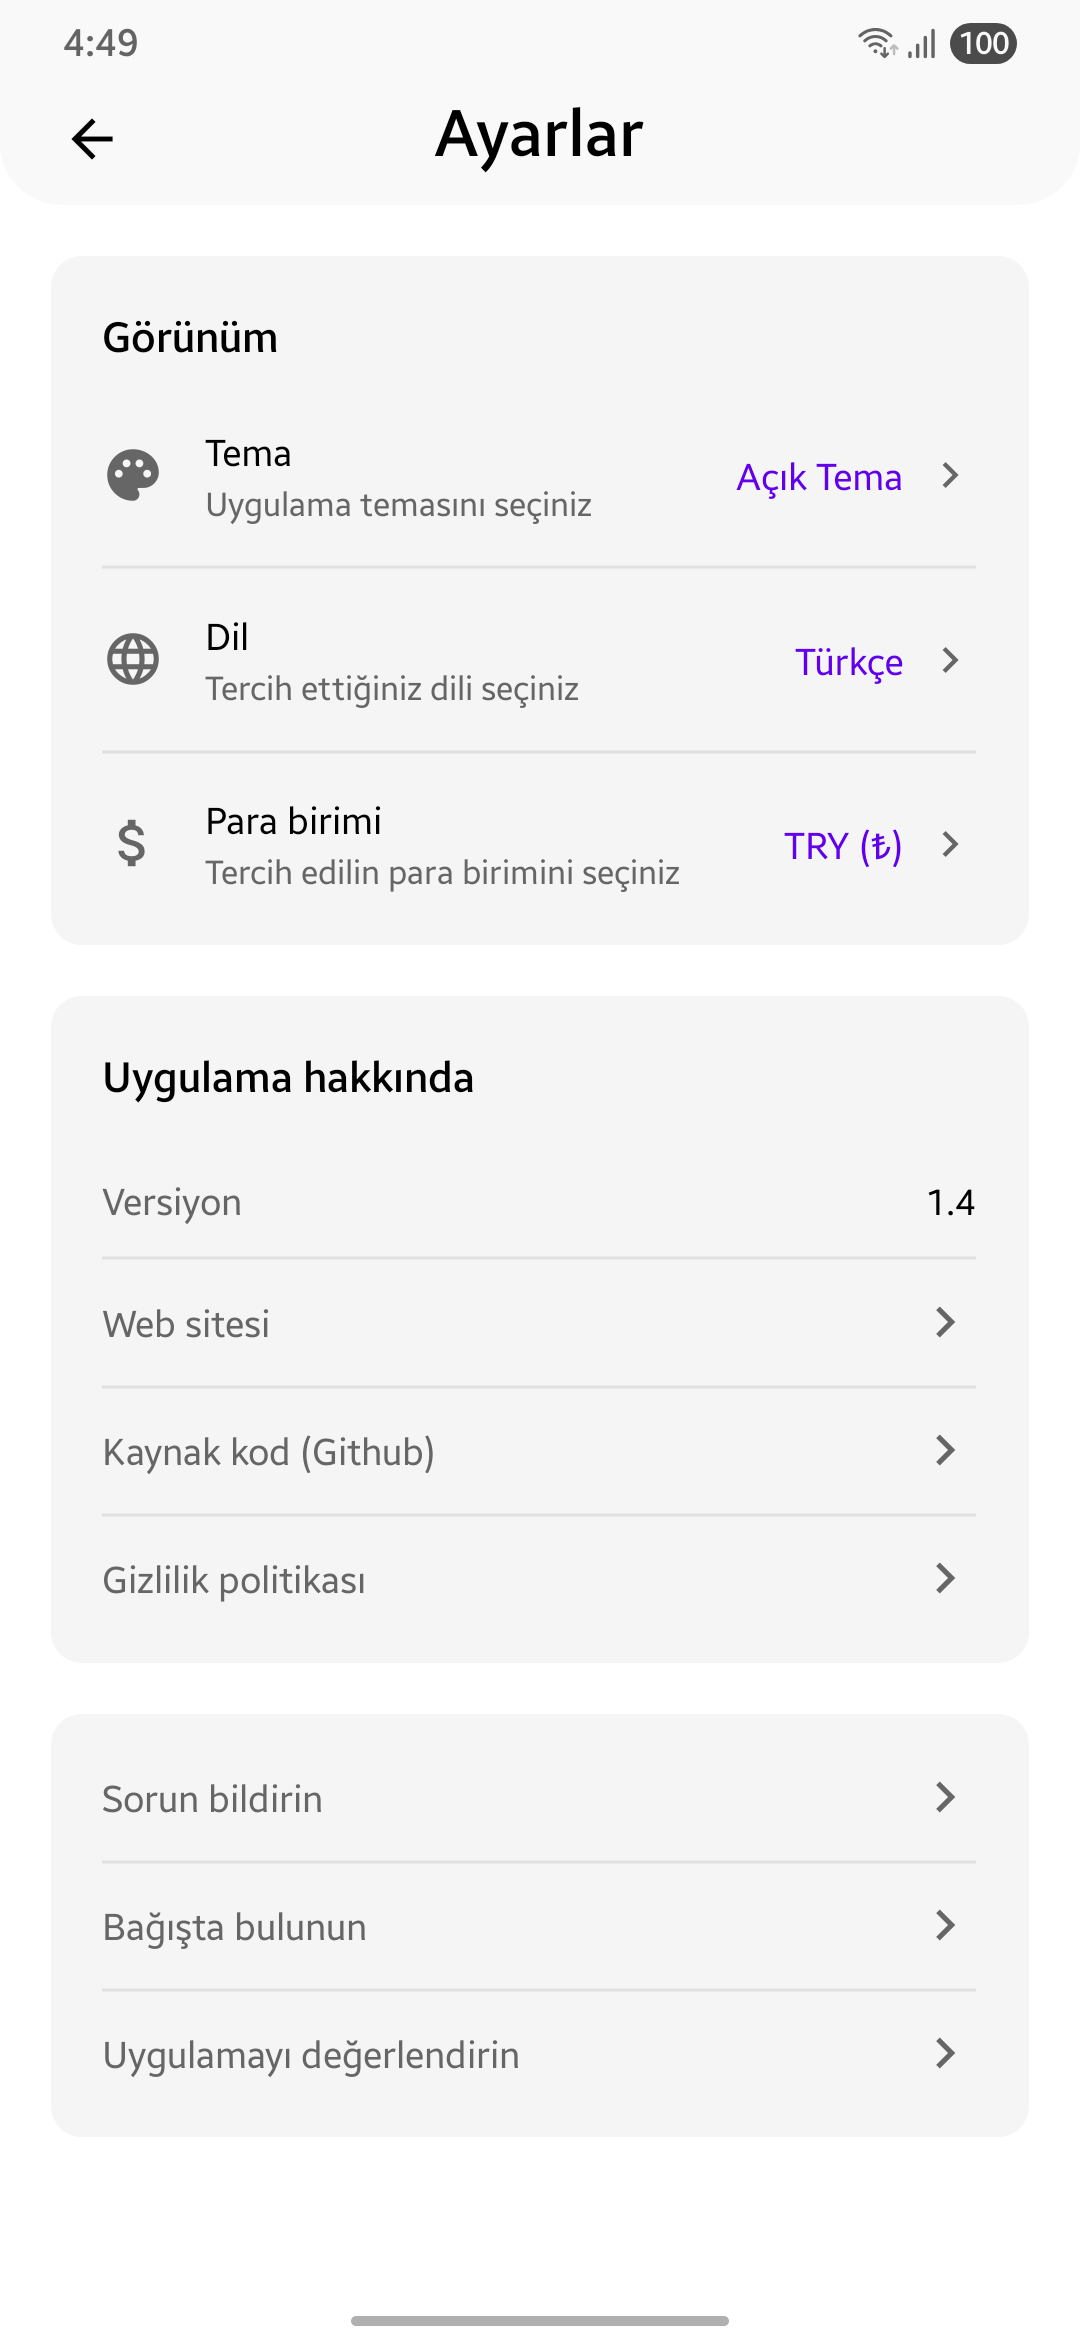 4:49
100
Ayarlar
Görünüm
Tema
Uygulama temasını seçiniz
Açık Tema
Dil
Tercih ettiğiniz dili seçiniz
Türkçe
Para birimi
Tercih edilin para birimini seçiniz
TRY (₺)
Uygulama hakkında
Versiyon
1.4
Web sitesi
Kaynak kod (Github)
Gizlilik politikası
Sorun bildirin
Bağışta bulunun
Uygulamayı değerlendirin